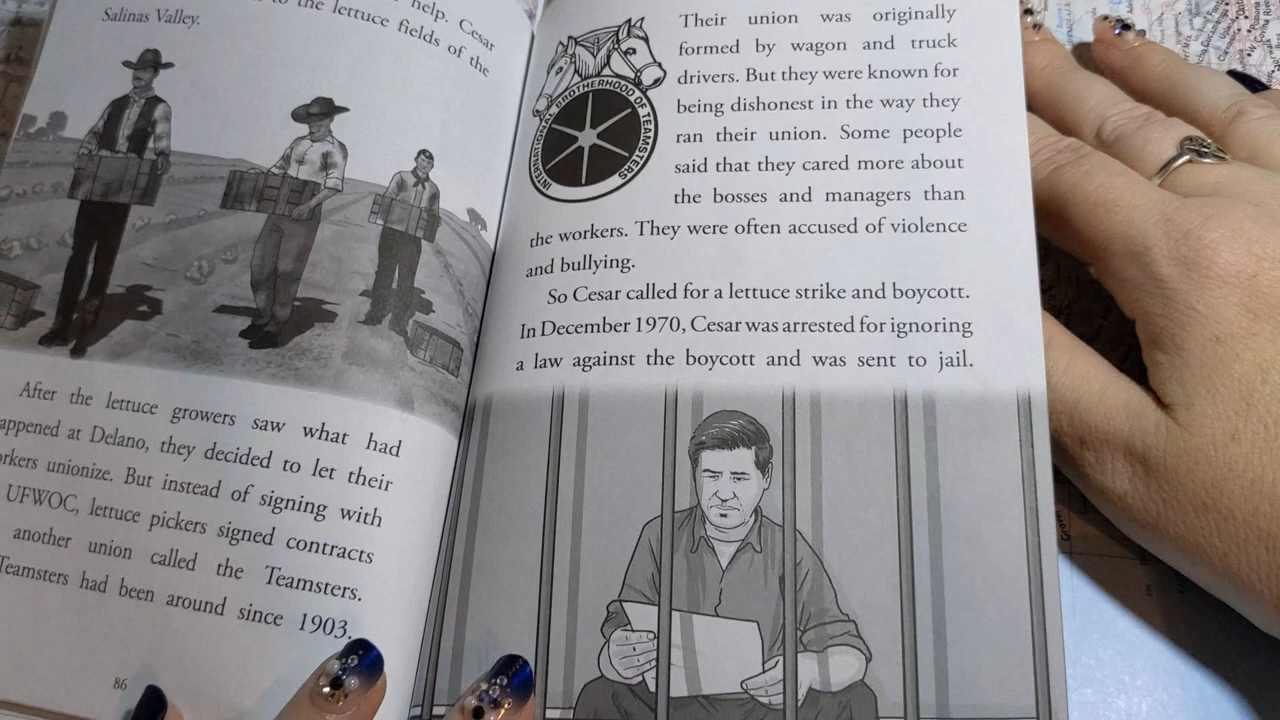 help. Cesar
to the lettuce fields of the
Salinas Valley.
After the lettuce growers saw what had
appened at Delano, they decided to let their
orkers unionize. But instead of signing with
UFWOC, lettuce pickers signed contracts
another union called the Teamsters.
Teamsters had been around since 1903.
86
INTERNATIONAL BROTHERHOOD OF TEAMSTERS
Their union was originally
formed by wagon and truck
drivers. But they were known for
being dishonest in the way they
ran their union. Some people
said that they cared more about
the bosses and managers than
the workers. They were often accused of violence
and bullying.
So Cesar called for a lettuce strike and boycott.
In December 1970, Cesar was arrested for ignoring
a law against the boycott and was sent to jail.